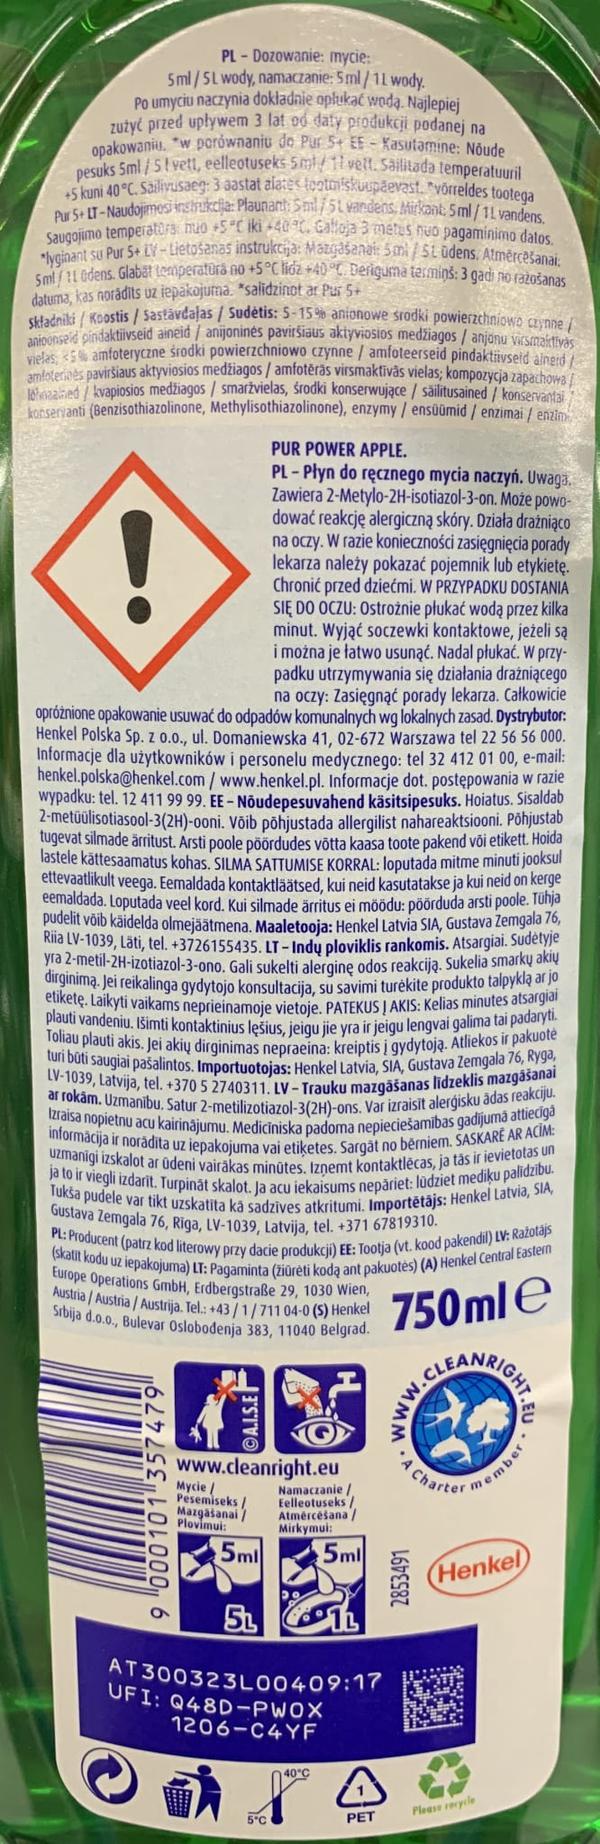 PL – Dozowanie: mycie:
5ml / 5L wody, namaczanie: 5ml / 1L wody.
Po umyciu naczynia dokładnie opłukać wodą. Najlepiej
zużyć przed upływem 3 lat od daty produkcji podanej na
opakowaniu. *w porównaniu do Pur 5+ EE – Kasutamine: Nõude
pesuks 5ml / 5 l vett, eelleotuseks 5ml / 1 l vett. Säilitada temperatuuril
+5 kuni 40°C. Säilivusaeg: 3 aastat alates tootmiskuupäevast. *võrreldes tootega
Pur 5+ LT – Naudojimosi instrukcija: Plaunant: 5ml / 5L vandens. Mirkant: 5ml / 1L vandens.
Saugojimo temperatūra: nuo +5°C iki +40°C. Galioja 3 metus nuo pagaminimo datos.
*lyginant su Pur 5+ LV – Lietošanas instrukcija: Mazgāšanai: 5ml / 5L ūdens. Atmērcēšanai:
5ml / 1L ūdens. Glabāt temperatūrā no +5°C līdz +40°C. Derīguma termiņš: 3 gadi no ražošanas
datuma, kas norādīts uz iepakojuma. *salīdzinot ar Pur 5+
Składniki / Koostis / Sastāvdaļas / Sudėtis: 5-15% anionowe środki powierzchniowo czynne /
anioonseid pindaktiivseid aineid / anijoninės paviršiaus aktyviosios medžiagos / anjonu virsmaktīvās
vielas; <5% amfoteryczne środki powierzchniowo czynne / amfoteerseid pindaktiivseid aineid /
amfoterinės paviršiaus aktyviosios medžiagos / amfotērās virsmaktīvās vielas; kompozycja zapachowa /
lõhnaained / kvapiosios medžiagos / smaržvielas, środki konserwujące / säilitusained / konservantai /
konservanti (Benzisothiazolinone, Methylisothiazolinone), enzymy / ensüümid / enzimai / enzīmi
PUR POWER APPLE.
PL – Płyn do ręcznego mycia naczyń. Uwaga.
Zawiera 2-Metylo-2H-isotiazol-3-on. Może powo-
dować reakcję alergiczną skóry. Działa drażniąco
na oczy. W razie konieczności zasięgnięcia porady
lekarza należy pokazać pojemnik lub etykietę.
Chronić przed dziećmi. W PRZYPADKU DOSTANIA
SIĘ DO OCZU: Ostrożnie płukać wodą przez kilka
minut. Wyjąć soczewki kontaktowe, jeżeli są
i można je łatwo usunąć. Nadal płukać. W przy-
padku utrzymywania się działania drażniącego
na oczy: Zasięgnąć porady lekarza. Całkowicie
opróżnione opakowanie usuwać do odpadów komunalnych wg lokalnych zasad. Dystrybutor:
Henkel Polska Sp. z o.o., ul. Domaniewska 41, 02-672 Warszawa tel 22 56 56 000.
Informacje dla użytkowników i personelu medycznego: tel 32 412 01 00, e-mail:
henkel.polska@henkel.com / www.henkel.pl. Informacje dot. postępowania w razie
wypadku: tel. 12 411 99 99. EE – Nõudepesuvahend käsitsipesuks. Hoiatus. Sisaldab
2-metüülisotiasool-3(2H)-ooni. Võib põhjustada allergilist nahareaktsiooni. Põhjustab
tugevat silmade ärritust. Arsti poole pöördudes võtta kaasa toote pakend või etikett. Hoida
lastele kättesaamatus kohas. SILMA SATTUMISE KORRAL: loputada mitme minuti jooksul
ettevaatlikult veega. Eemaldada kontaktläätsed, kui neid kasutatakse ja kui neid on kerge
eemaldada. Loputada veel kord. Kui silmade ärritus ei möödu: pöörduda arsti poole. Tühja
pudelit võib käidelda olmejäätmena. Maaletooja: Henkel Latvia SIA, Gustava Zemgala 76,
Riia LV-1039, Läti, tel. +3726155435. LT – Indų ploviklis rankomis. Atsargiai. Sudėtyje
yra 2-metil-2H-izotiazol-3-ono. Gali sukelti alerginę odos reakciją. Sukelia smarkų akių
dirginimą. Jei reikalinga gydytojo konsultacija, su savimi turėkite produkto talpyklą ar jo
etiketę. Laikyti vaikams neprieinamoje vietoje. PATEKUS Į AKIS: Kelias minutes atsargiai
plauti vandeniu. Išimti kontaktinius lęšius, jeigu jie yra ir jeigu lengvai galima tai padaryti.
Toliau plauti akis. Jei akių dirginimas nepraeina: kreiptis į gydytoją. Atliekos ir pakuotė
turi būti saugiai pašalintos. Importuotojas: Henkel Latvia, SIA, Gustava Zemgala 76, Ryga,
LV-1039, Latvija, tel. +370 5 2740311. LV – Trauku mazgāšanas līdzeklis mazgāšanai
ar rokām. Uzmanību. Satur 2-metilizotiazol-3(2H)-ons. Var izraisīt alerģisku ādas reakciju.
Izraisa nopietnu acu kairinājumu. Medicīniska padoma nepieciešamības gadījumā attiecīgā
informācija ir norādīta uz iepakojuma vai etiķetes. Sargāt no bērniem. SASKARĒ AR ACĪM:
uzmanīgi izskalot ar ūdeni vairākas minūtes. Izņemt kontaktlēcas, ja tās ir ievietotas un
ja to ir viegli izdarīt. Turpināt skalot. Ja acu iekaisums nepāriet: lūdziet mediķu palīdzību.
Tukša pudele var tikt uzskatīta kā sadzīves atkritumi. Importētājs: Henkel Latvia, SIA,
Gustava Zemgala 76, Rīga, LV-1039, Latvija, tel. +371 67819310.
PL: Producent (patrz kod literowy przy dacie produkcji) EE: Tootja (vt. kood pakendil) LV: Ražotājs
(skatīt kodu uz iepakojuma) LT: Pagaminta (žiūrėti kodą ant pakuotės) (A) Henkel Central Eastern
Europe Operations GmbH, Erdbergstraße 29, 1030 Wien,
Austria / Austria / Austrija. Tel.: +43 / 1 / 711 04-0 (S) Henkel
Srbija d.o.o., Bulevar Oslobođenja 383, 11040 Belgrad.
750ml e
9 000101 357479
©A.I.S.E.
WWW.CLEANRIGHT.EU
• A Charter member •
www.cleanright.eu
Mycie /
Pesemiseks /
Mazgāšanai /
Plovimui:
Namaczanie /
Eelleotuseks /
Atmērcēšana /
Mirkymui:
5ml
5L
5ml
1L
2853491
Henkel
AT300323L00409:17
UFI: Q48D-PW0X
1206-C4YF
40°C
5°C
1
PET
Please recycle